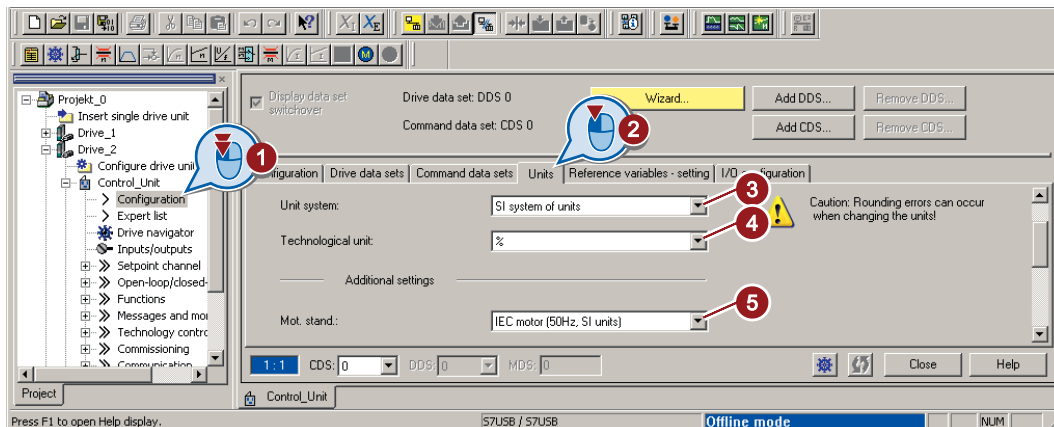 Projekt_0
Insert single drive unit
Drive_1
Drive_2
Configure drive unit
Control_Unit
Configuration
Expert list
Drive navigator
Inputs/outputs
Setpoint channel
Open-loop/closed-
Functions
Messages and mor
Technology contro
Commissioning
Communication
Project
1
Display data set
switchover
Drive data set: DDS 0
Wizard...
Add DDS...
Remove DDS...
Command data set: CDS 0
Add CDS...
Remove CDS...
2
Drive data sets
Command data sets
Units
Reference variables - setting
Unit system:
SI system of units
3
Caution: Rounding errors can occur
when changing the units!
Technological unit:
%
4
Additional settings
Mot. stand.:
IEC motor (50Hz, SI units)
5
1 : 1
CDS: 0
DDS: 0
MDS: 0
Close
Help
Control_Unit
Press F1 to open Help display.
S7USB / S7USB
Offline mode
NUM